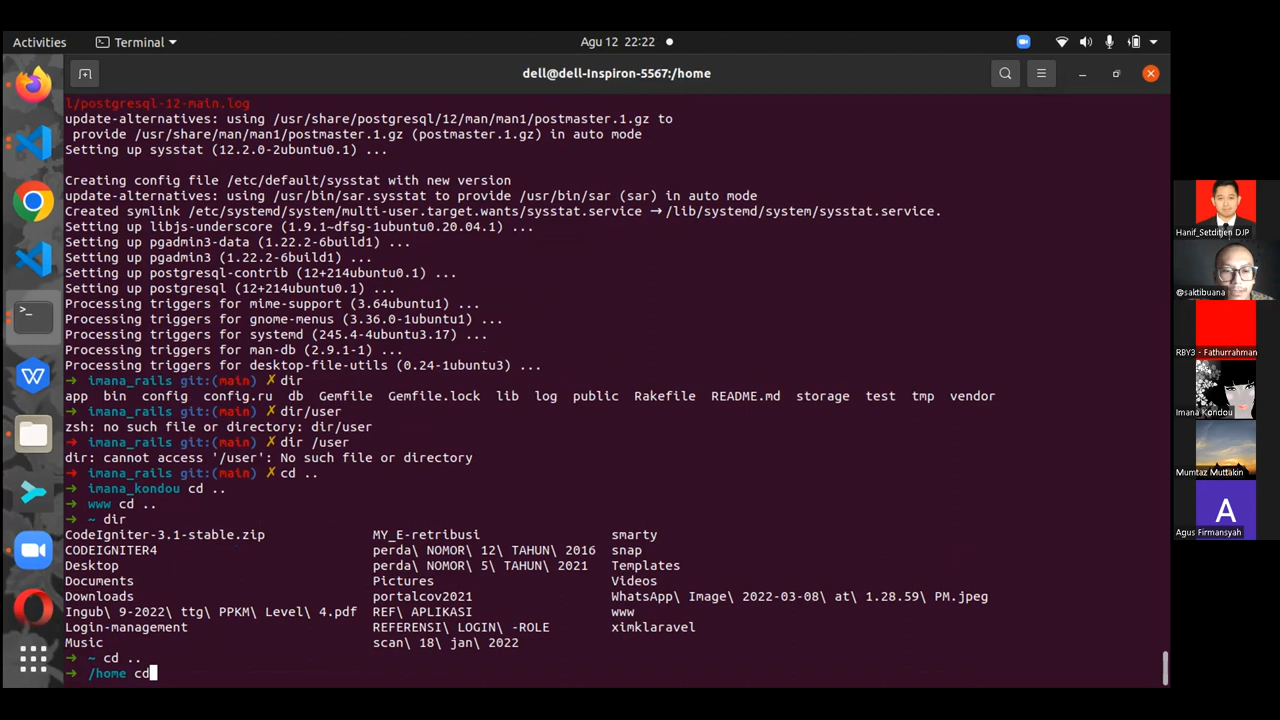 Activities
Terminal
Agu 12 22:22
dell@dell-Inspiron-5567:/home
l/postgresql-12-main.log
update-alternatives: using /usr/share/postgresql/12/man/man1/postmaster.1.gz to
provide /usr/share/man/man1/postmaster.1.gz (postmaster.1.gz) in auto mode
Setting up sysstat (12.2.0-2ubuntu0.1) ...
Creating config file /etc/default/sysstat with new version
update-alternatives: using /usr/bin/sar.sysstat to provide /usr/bin/sar (sar) in auto mode
Created symlink /etc/systemd/system/multi-user.target.wants/sysstat.service → /lib/systemd/system/sysstat.service.
Setting up libjs-underscore (1.9.1~dfsg-1ubuntu0.20.04.1) ...
Setting up pgadmin3-data (1.22.2-6build1) ...
Setting up pgadmin3 (1.22.2-6build1) ...
Setting up postgresql-contrib (12+214ubuntu0.1) ...
Setting up postgresql (12+214ubuntu0.1) ...
Processing triggers for mime-support (3.64ubuntu1) ...
Processing triggers for gnome-menus (3.36.0-1ubuntu1) ...
Processing triggers for systemd (245.4-4ubuntu3.17) ...
Processing triggers for man-db (2.9.1-1) ...
Processing triggers for desktop-file-utils (0.24-1ubuntu3) ...
→ imana_rails git:(main) ✗ dir
app bin config config.ru db Gemfile Gemfile.lock lib log public Rakefile README.md storage test tmp vendor
→ imana_rails git:(main) ✗ dir/user
zsh: no such file or directory: dir/user
→ imana_rails git:(main) ✗ dir /user
dir: cannot access '/user': No such file or directory
→ imana_rails git:(main) ✗ cd ..
→ imana_kondou cd ..
→ www cd ..
→ ~ dir
CodeIgniter-3.1-stable.zip MY_E-retribusi smarty
CODEIGNITER4 perda\ NOMOR\ 12\ TAHUN\ 2016 snap
Desktop perda\ NOMOR\ 5\ TAHUN\ 2021 Templates
Documents Pictures Videos
Downloads portalcov2021 WhatsApp\ Image\ 2022-03-08\ at\ 1.28.59\ PM.jpeg
Ingub\ 9-2022\ ttg\ PPKM\ Level\ 4.pdf REF\ APLIKASI www
Login-management REFERENSI\ LOGIN\ -ROLE ximklaravel
Music scan\ 18\ jan\ 2022
→ ~ cd ..
→ /home cd
Hanif_Setditjen DJP
@saktibuana
RBY3 - Fathurrahman
Imana Kondou
Mumtaz Muttakin
A
Agus Firmansyah